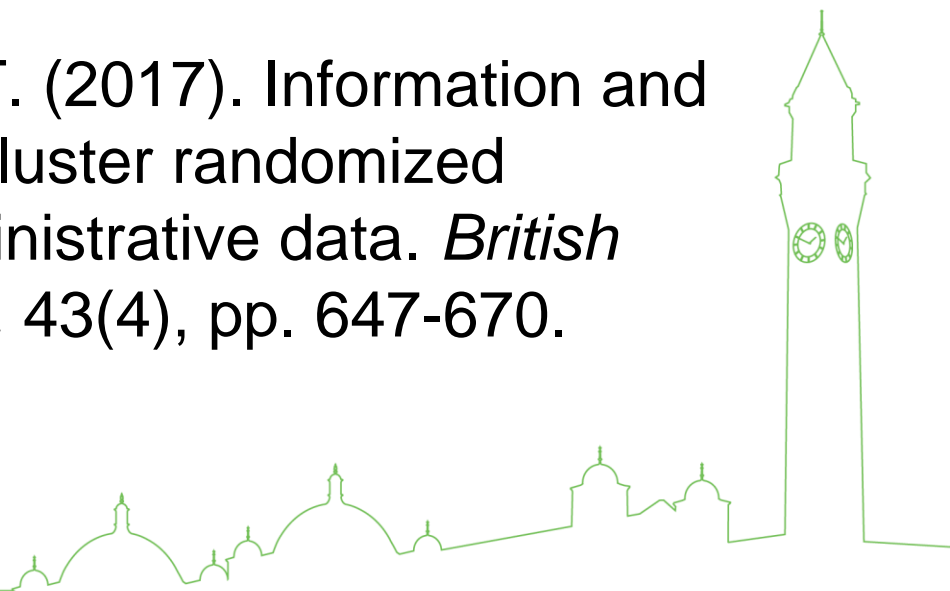 T. (2017). Information and
luster randomized
inistrative data. British
43(4), pp. 647-670.